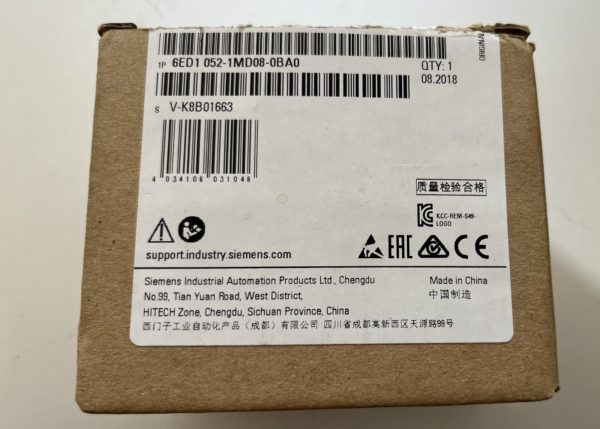 ORIGINAL
1P 6ED1 052-1MD08-0BA0
QTY: 1
08.2018
S V-K8B01663
4 034106 031046
质量检验合格
KCC-REM-S49-
LOGO
EAC CE
support.industry.siemens.com
Siemens Industrial Automation Products Ltd., Chengdu
No.99, Tian Yuan Road, West District,
HITECH Zone, Chengdu, Sichuan Province, China
西门子工业自动化产品（成都）有限公司 四川省成都高新西区天源路99号
Made in China
中国制造